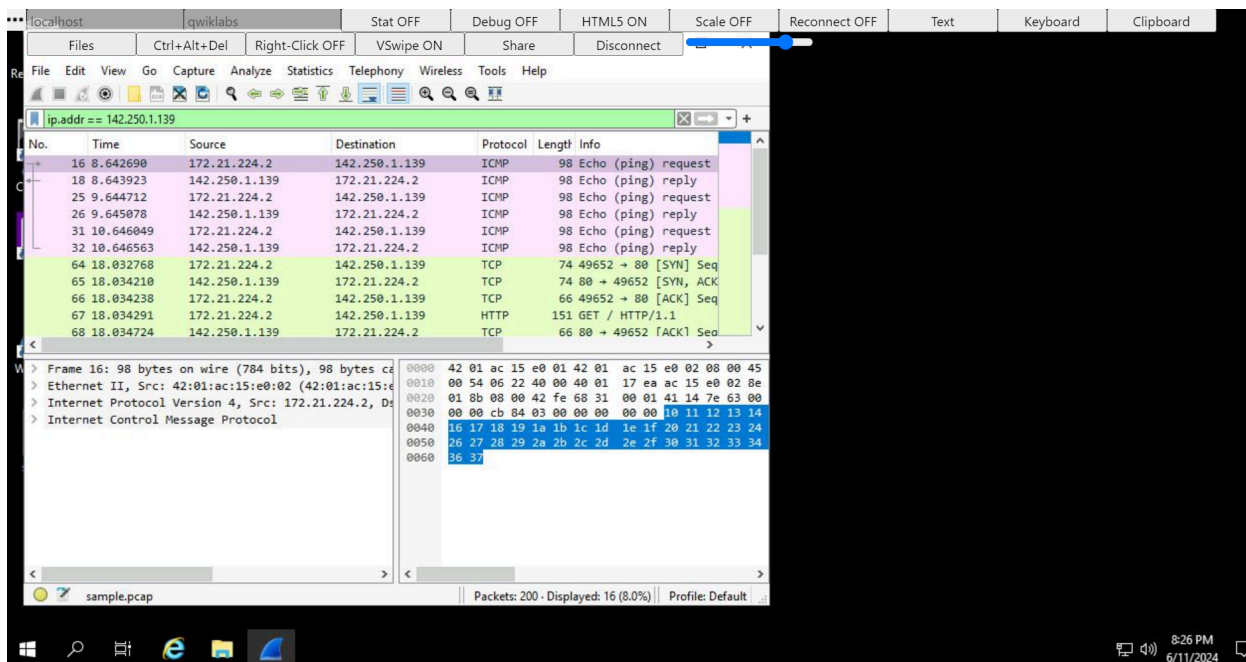 localhost qwiklabs Stat OFF Debug OFF HTML5 ON Scale OFF Reconnect OFF Text Keyboard Clipboard
Files Ctrl+Alt+Del Right-Click OFF VSwipe ON Share Disconnect
Re File Edit View Go Capture Analyze Statistics Telephony Wireless Tools Help
ip.addr == 142.250.1.139
No. Time Source Destination Protocol Length Info
16 8.642690 172.21.224.2 142.250.1.139 ICMP 98 Echo (ping) request
18 8.643923 142.250.1.139 172.21.224.2 ICMP 98 Echo (ping) reply
25 9.644712 172.21.224.2 142.250.1.139 ICMP 98 Echo (ping) request
26 9.645078 142.250.1.139 172.21.224.2 ICMP 98 Echo (ping) reply
31 10.646049 172.21.224.2 142.250.1.139 ICMP 98 Echo (ping) request
32 10.646563 142.250.1.139 172.21.224.2 ICMP 98 Echo (ping) reply
64 18.032768 172.21.224.2 142.250.1.139 TCP 74 49652 → 80 [SYN] Seq
65 18.034210 142.250.1.139 172.21.224.2 TCP 74 80 → 49652 [SYN, ACK
66 18.034238 172.21.224.2 142.250.1.139 TCP 66 49652 → 80 [ACK] Seq
67 18.034291 172.21.224.2 142.250.1.139 HTTP 151 GET / HTTP/1.1
68 18.034724 142.250.1.139 172.21.224.2 TCP 66 80 → 49652 [ACK] Seq
Frame 16: 98 bytes on wire (784 bits), 98 bytes ca
Ethernet II, Src: 42:01:ac:15:e0:02 (42:01:ac:15:e
Internet Protocol Version 4, Src: 172.21.224.2, Ds
Internet Control Message Protocol
0000 42 01 ac 15 e0 01 42 01 ac 15 e0 02 08 00 45
0010 00 54 06 22 40 00 40 01 17 ea ac 15 e0 02 8e
0020 01 8b 08 00 42 fe 68 31 00 01 41 14 7e 63 00
0030 00 00 cb 84 03 00 00 00 00 00 10 11 12 13 14
0040 16 17 18 19 1a 1b 1c 1d 1e 1f 20 21 22 23 24
0050 26 27 28 29 2a 2b 2c 2d 2e 2f 30 31 32 33 34
0060 36 37
sample.pcap Packets: 200 · Displayed: 16 (8.0%) Profile: Default
8:26 PM
6/11/2024